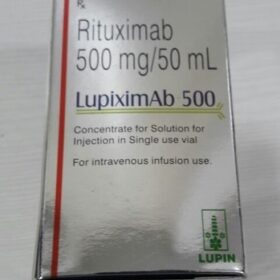 Rx
Rituximab
500 mg/50 mL
LupiximAb 500
Concentrate for Solution for
Injection in Single use vial
For intravenous infusion use.
LUPIN